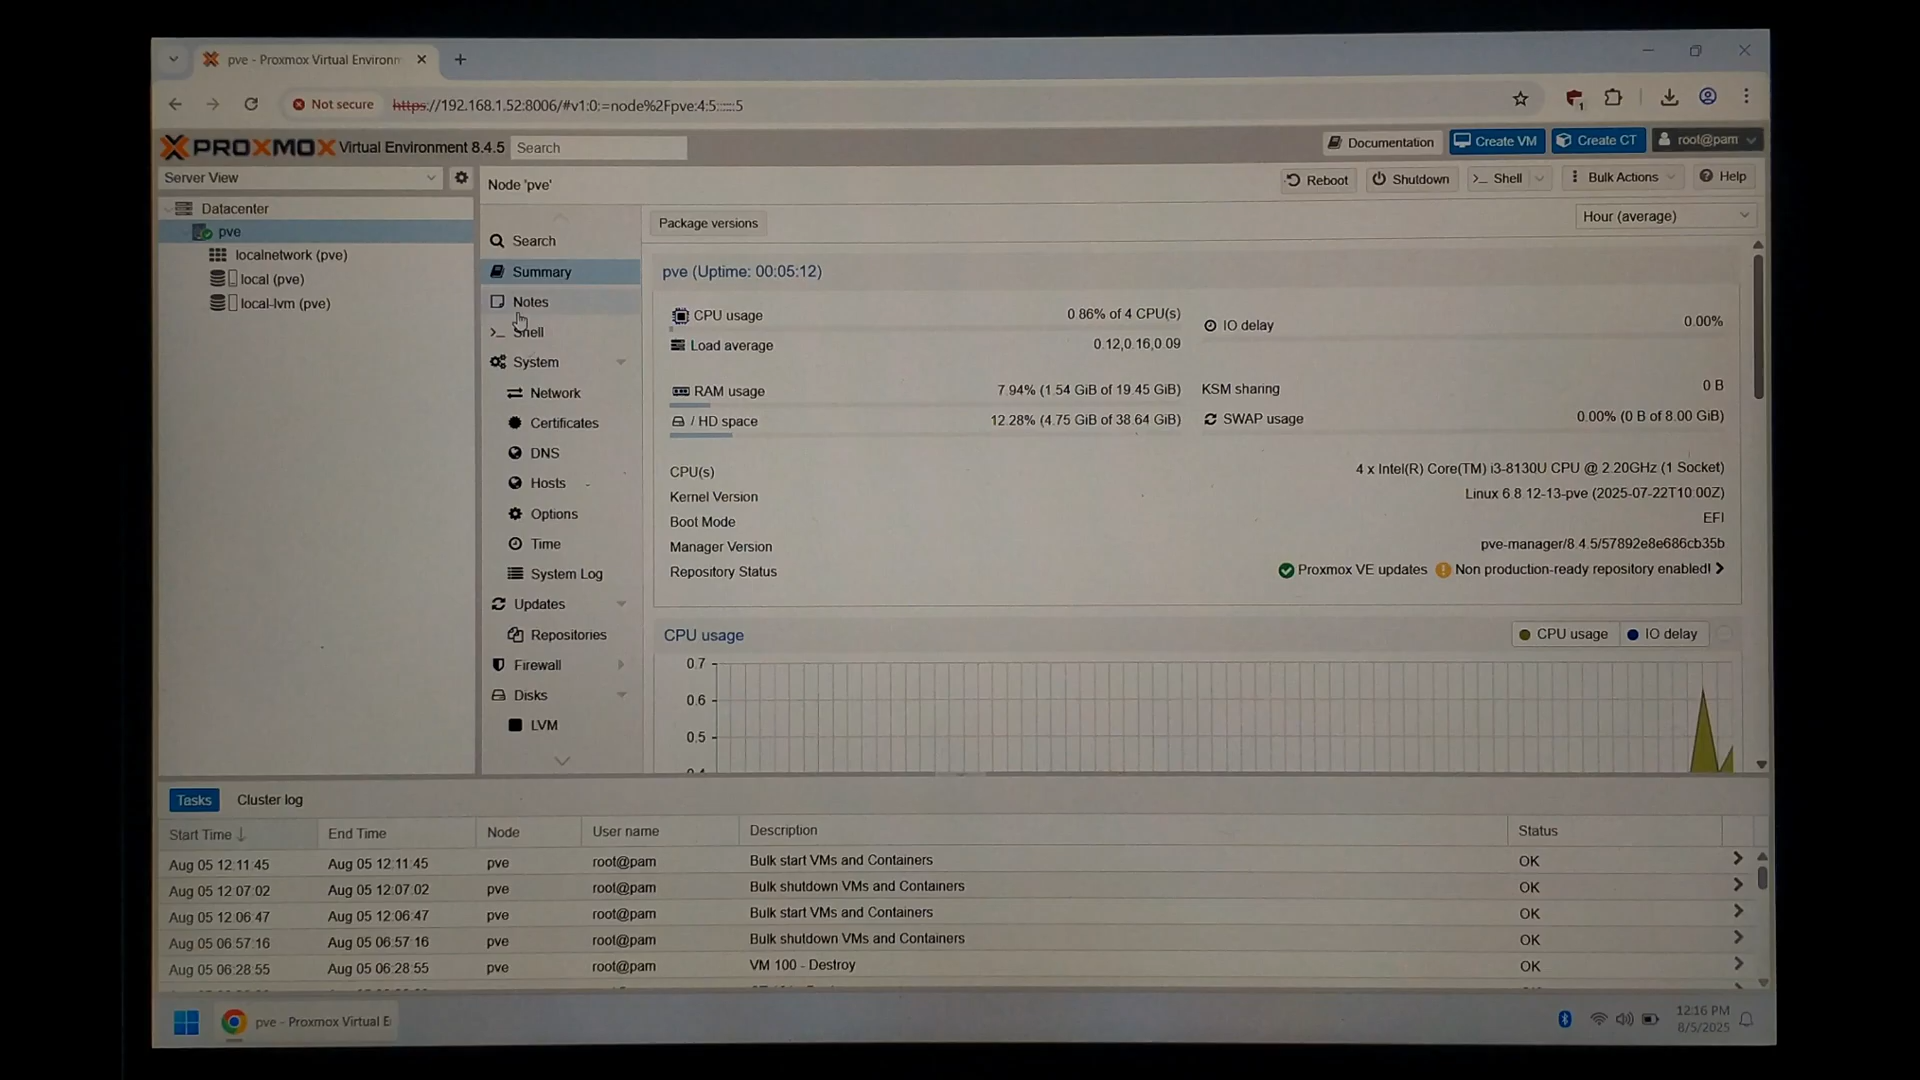 pve - Proxmox Virtual Environm
Not secure https://192.168.1.52:8006/#v1:0:=node%2Fpve:4:5::::::5
1
PROXMOX Virtual Environment 8.4.5 Search
Documentation Create VM Create CT root@pam
Server View
Node 'pve'
Reboot Shutdown >_ Shell Bulk Actions Help
Datacenter
pve
localnetwork (pve)
local (pve)
local-lvm (pve)
Search
Summary
Notes
>_ Shell
System
Network
Certificates
DNS
Hosts
Options
Time
System Log
Updates
Repositories
Firewall
Disks
LVM
Package versions
Hour (average)
pve (Uptime: 00:05:12)
CPU usage 0.86% of 4 CPU(s)
IO delay 0.00%
Load average 0.12,0.16,0.09
RAM usage 7.94% (1.54 GiB of 19.45 GiB)
KSM sharing 0 B
/ HD space 12.28% (4.75 GiB of 38.64 GiB)
SWAP usage 0.00% (0 B of 8.00 GiB)
CPU(s) 4 x Intel(R) Core(TM) i3-8130U CPU @ 2.20GHz (1 Socket)
Kernel Version Linux 6.8.12-13-pve (2025-07-22T10:00Z)
Boot Mode EFI
Manager Version pve-manager/8.4.5/57892e8e686cb35b
Repository Status Proxmox VE updates Non production-ready repository enabled!
CPU usage
CPU usage IO delay
0.7
0.6
0.5
Tasks Cluster log
Start Time End Time Node User name Description Status
Aug 05 12:11:45 Aug 05 12:11:45 pve root@pam Bulk start VMs and Containers OK
Aug 05 12:07:02 Aug 05 12:07:02 pve root@pam Bulk shutdown VMs and Containers OK
Aug 05 12:06:47 Aug 05 12:06:47 pve root@pam Bulk start VMs and Containers OK
Aug 05 06:57:16 Aug 05 06:57:16 pve root@pam Bulk shutdown VMs and Containers OK
Aug 05 06:28:55 Aug 05 06:28:55 pve root@pam VM 100 - Destroy OK
pve - Proxmox Virtual E
12:16 PM
8/5/2025